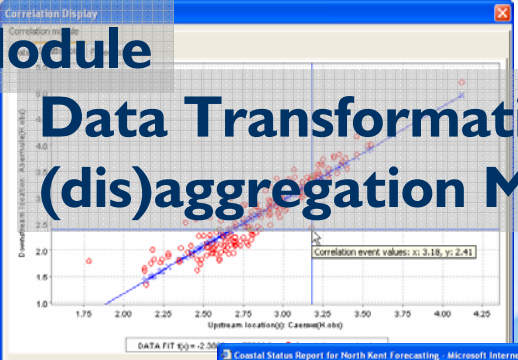 Correlation Display
Correlation module
odule
Data Transformati
(dis)aggregation M
4.0
3.5
3.0
2.5
2.0
1.5
1.0
Downstream location: Abermule(H.obs)
Correlation event values: x: 3.18, y: 2.41
1.75 2.00 2.25 2.50 2.75 3.00 3.25 3.50 3.75 4.00 4.25
Upstream location(s): Caersws(H.obs)
DATA FIT f(x) = -2.3
Coastal Status Report for North Kent Forecasting - Microsoft Intern